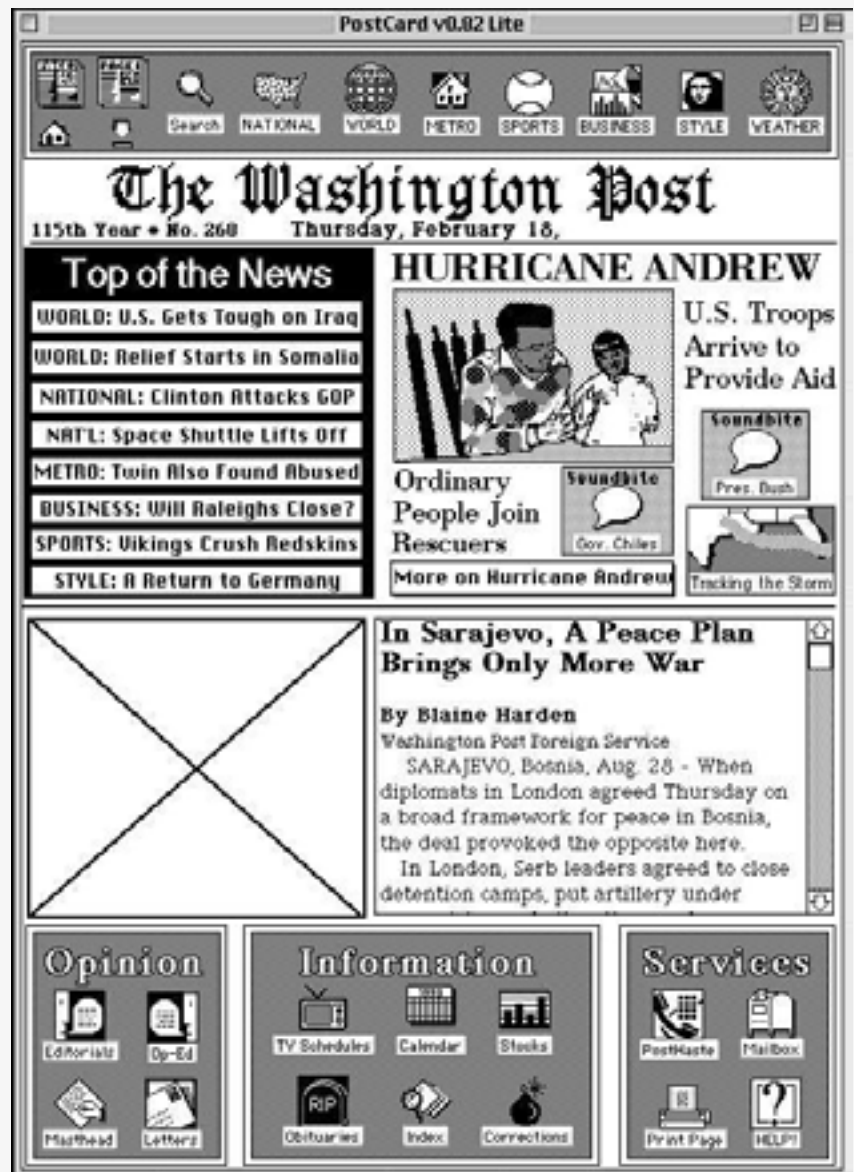 PostCard v0.82 Lite
PAGE 1
Search
NATIONAL
WORLD
METRO
SPORTS
BUSINESS
STYLE
WEATHER
The Washington Post
115th Year • No. 268
Thursday, February 18,
Top of the News
WORLD: U.S. Gets Tough on Iraq
WORLD: Relief Starts in Somalia
NATIONAL: Clinton Attacks GOP
NAT'L: Space Shuttle Lifts Off
METRO: Twin Also Found Abused
BUSINESS: Will Raleighs Close?
SPORTS: Vikings Crush Redskins
STYLE: A Return to Germany
HURRICANE ANDREW
U.S. Troops
Arrive to
Provide Aid
Soundbite
Pres. Bush
Ordinary
People Join
Rescuers
Soundbite
Gov. Chiles
More on Hurricane Andrew
Tracking the Storm
In Sarajevo, A Peace Plan
Brings Only More War
By Blaine Harden
Washington Post Foreign Service
SARAJEVO, Bosnia, Aug. 28 - When
diplomats in London agreed Thursday on
a broad framework for peace in Bosnia,
the deal provoked the opposite here.
In London, Serb leaders agreed to close
detention camps, put artillery under
Opinion
Editorials
Op-Ed
Masthead
Letters
Information
TV Schedules
Calendar
Stocks
RIP
Obituaries
Index
Corrections
Services
PostHaste
Mailbox
Print Page
HELP!